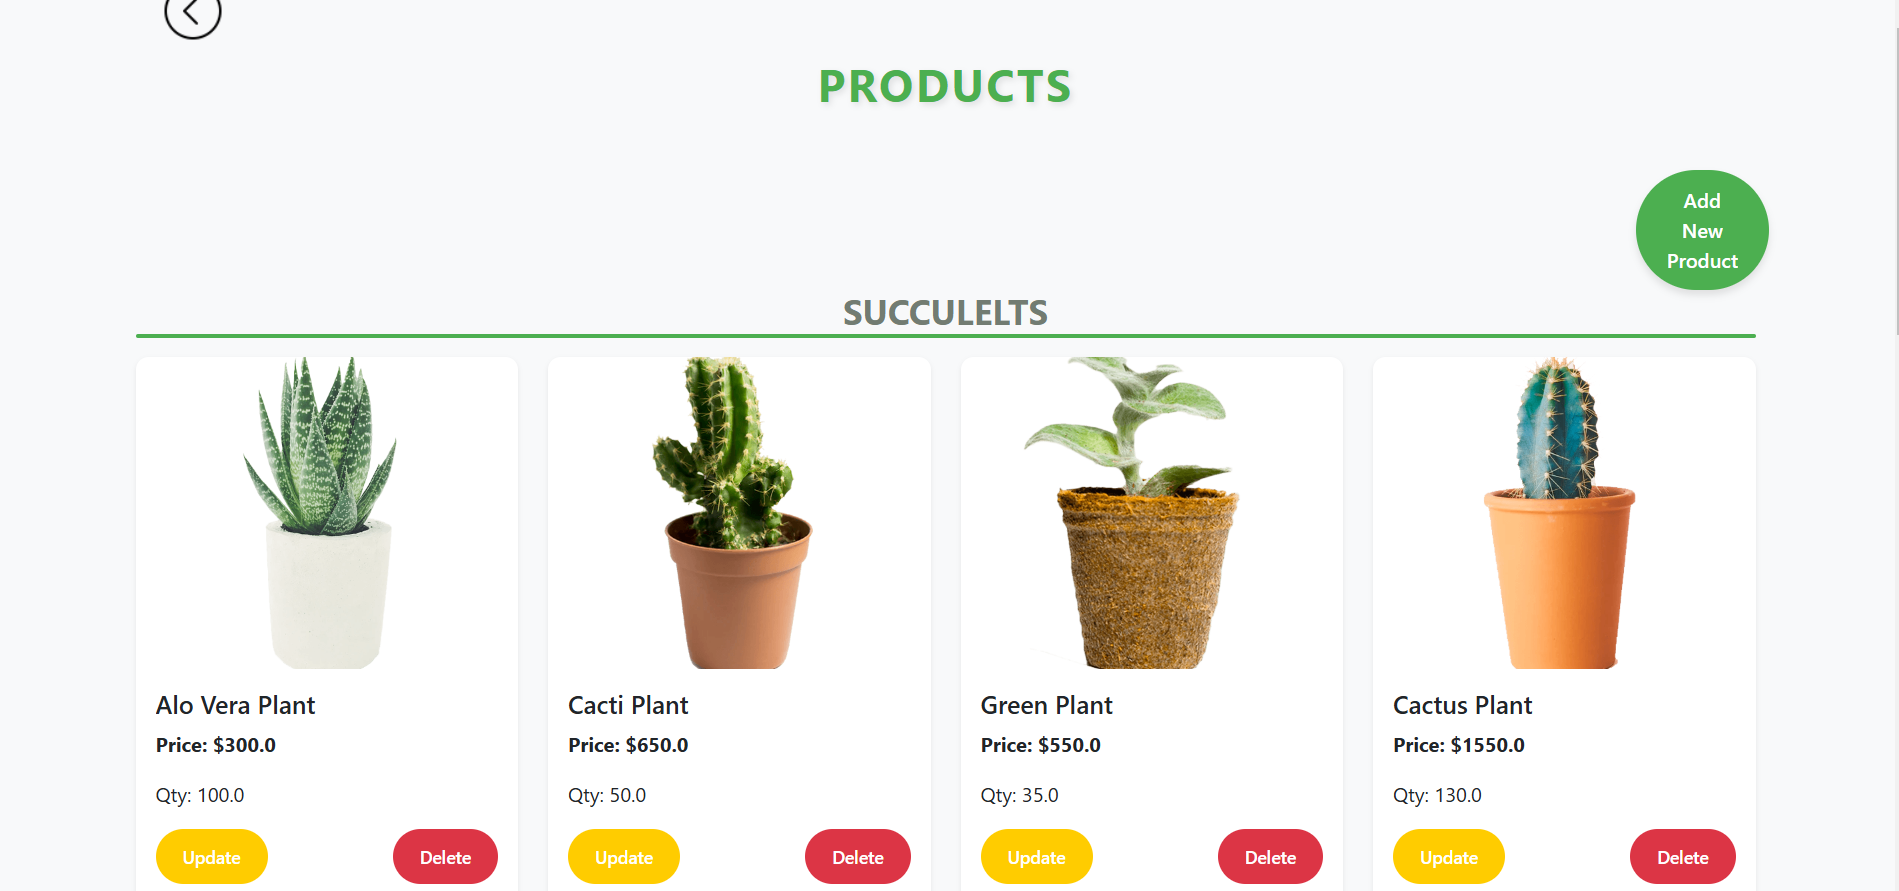 PRODUCTS
Add
New
Product
SUCCULELTS
Alo Vera Plant
Price: $300.0
Qty: 100.0
Update
Delete
Cacti Plant
Price: $650.0
Qty: 50.0
Update
Delete
Green Plant
Price: $550.0
Qty: 35.0
Update
Delete
Cactus Plant
Price: $1550.0
Qty: 130.0
Update
Delete